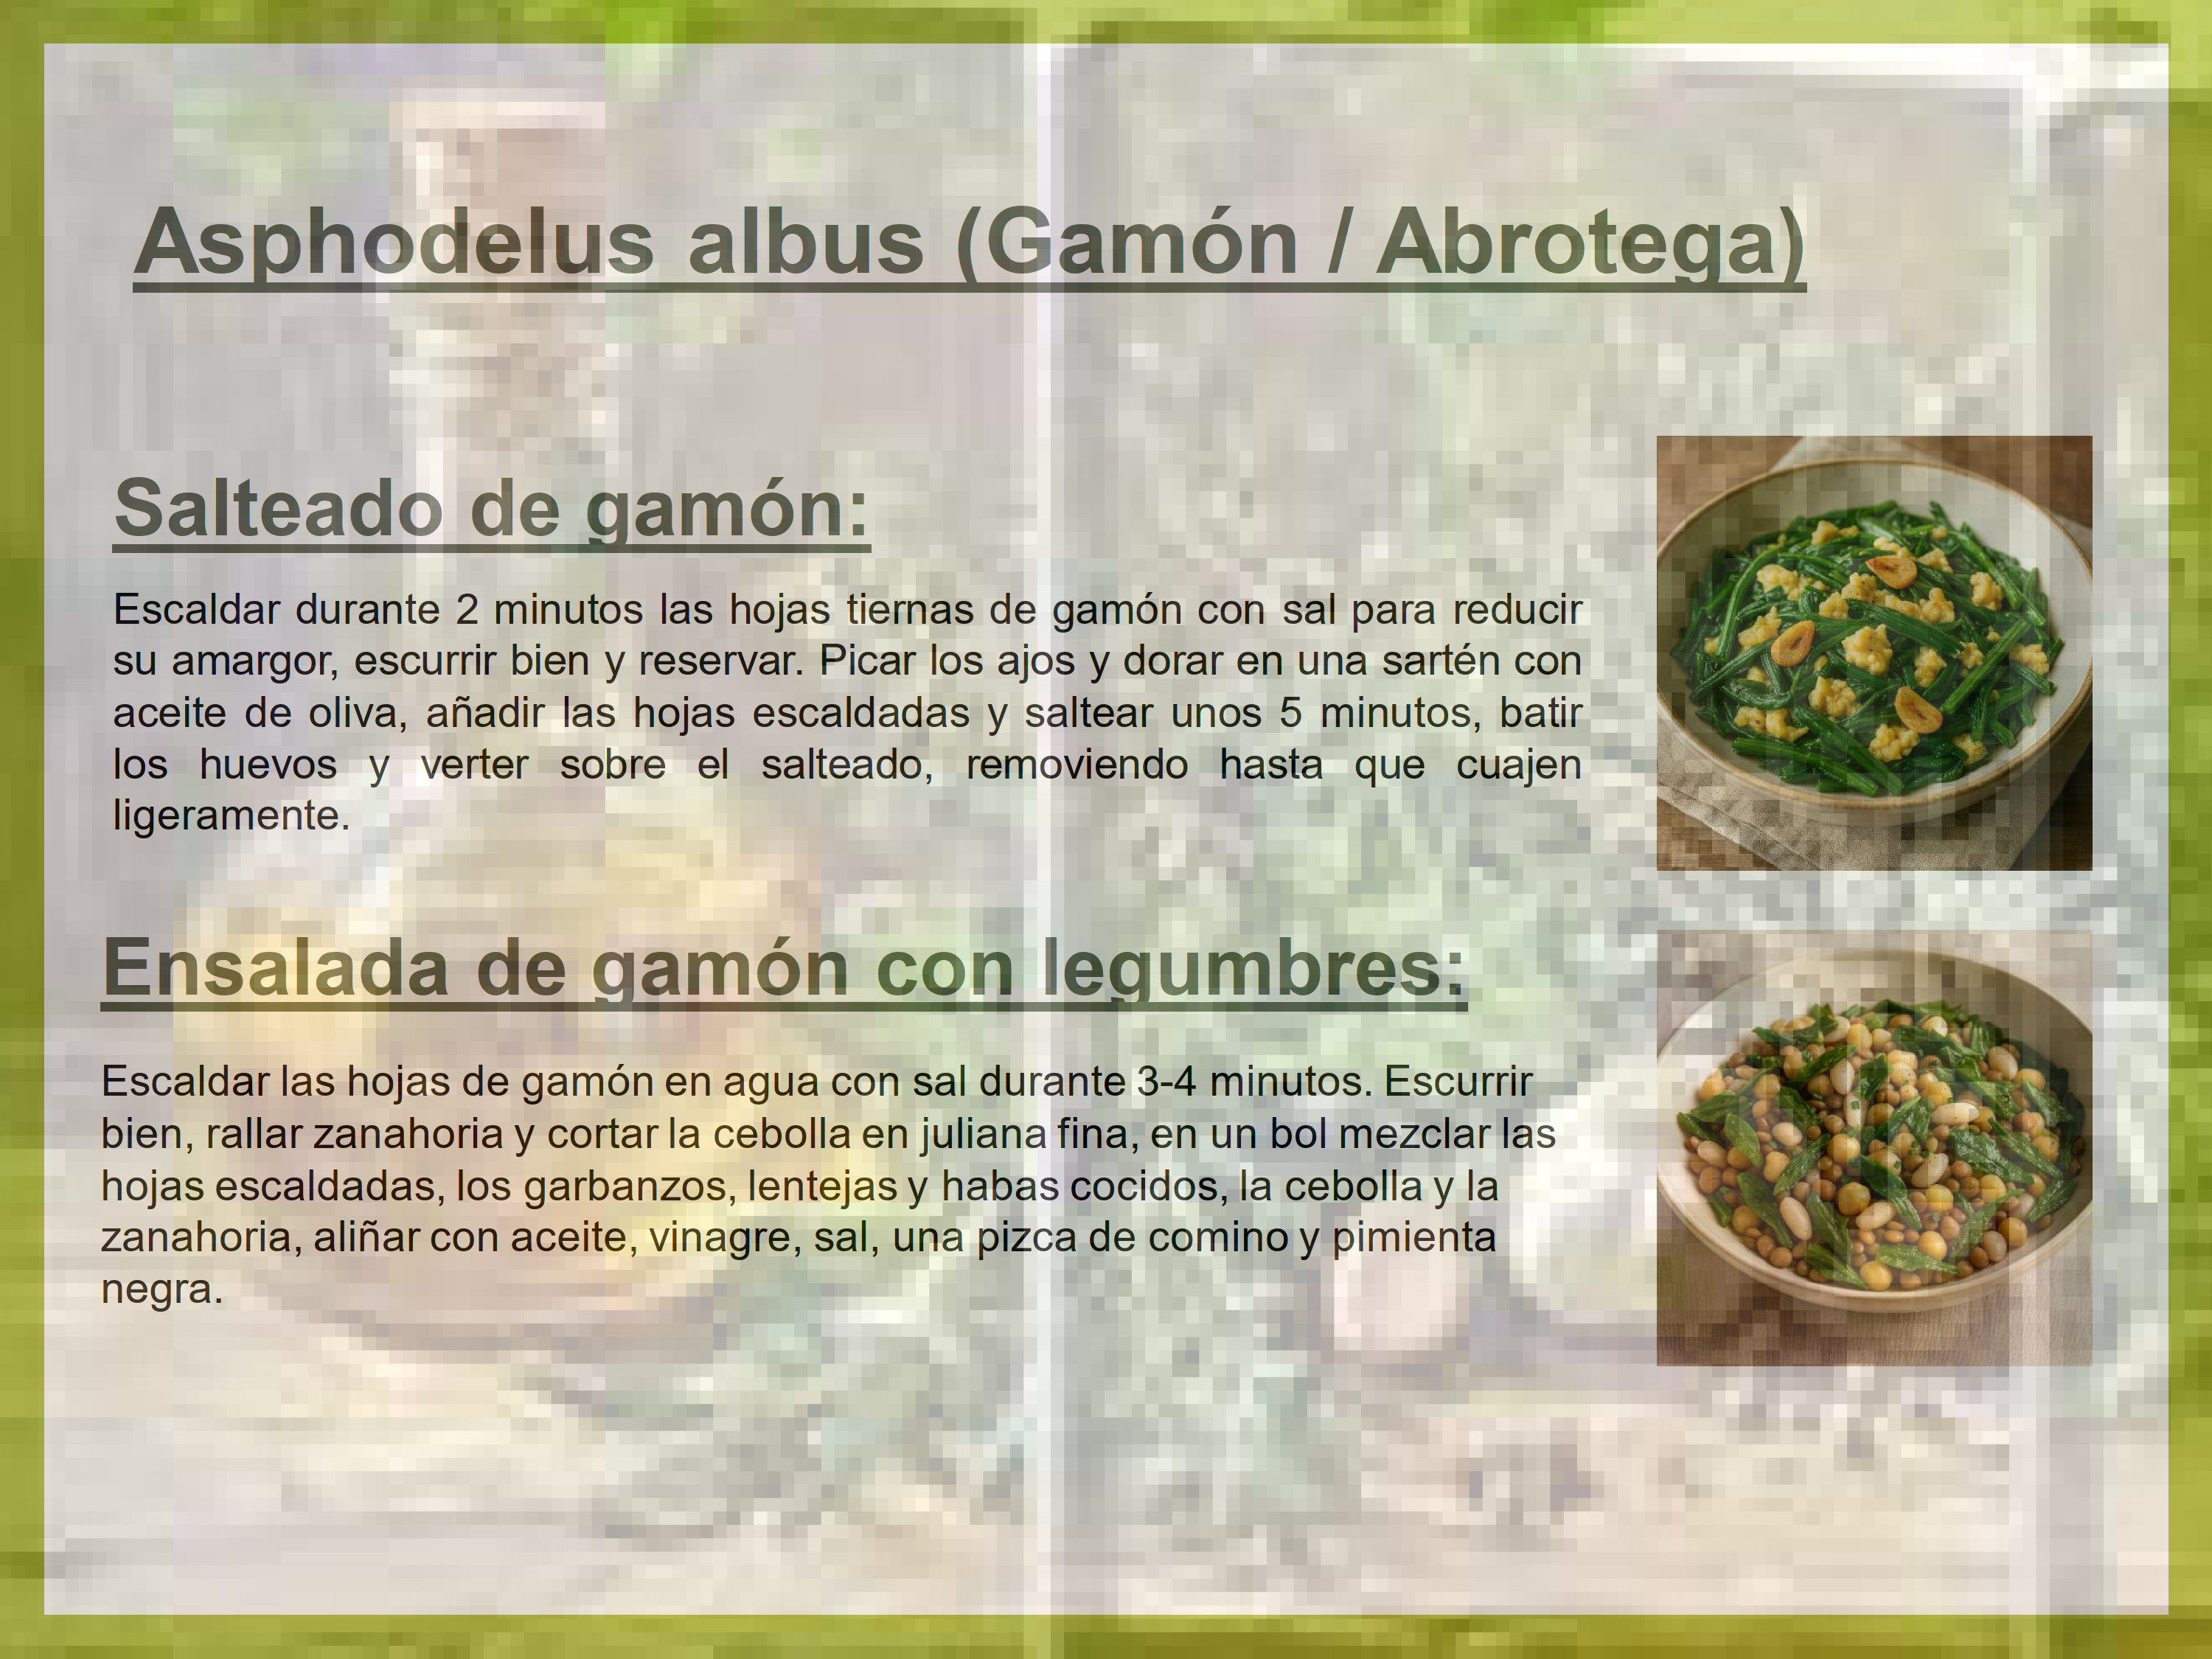 Asphodelus albus (Gamón / Abrotega)
Salteado de gamón:
Escaldar durante 2 minutos las hojas tiernas de gamón con sal para reducir
su amargor, escurrir bien y reservar. Picar los ajos y dorar en una sartén con
aceite de oliva, añadir las hojas escaldadas y saltear unos 5 minutos, batir
los huevos y verter sobre el salteado, removiendo hasta que cuajen
ligeramente.
Ensalada de gamón con legumbres:
Escaldar las hojas de gamón en agua con sal durante 3-4 minutos. Escurrir
bien, rallar zanahoria y cortar la cebolla en juliana fina, en un bol mezclar las
hojas escaldadas, los garbanzos, lentejas y habas cocidos, la cebolla y la
zanahoria, aliñar con aceite, vinagre, sal, una pizca de comino y pimienta
negra.